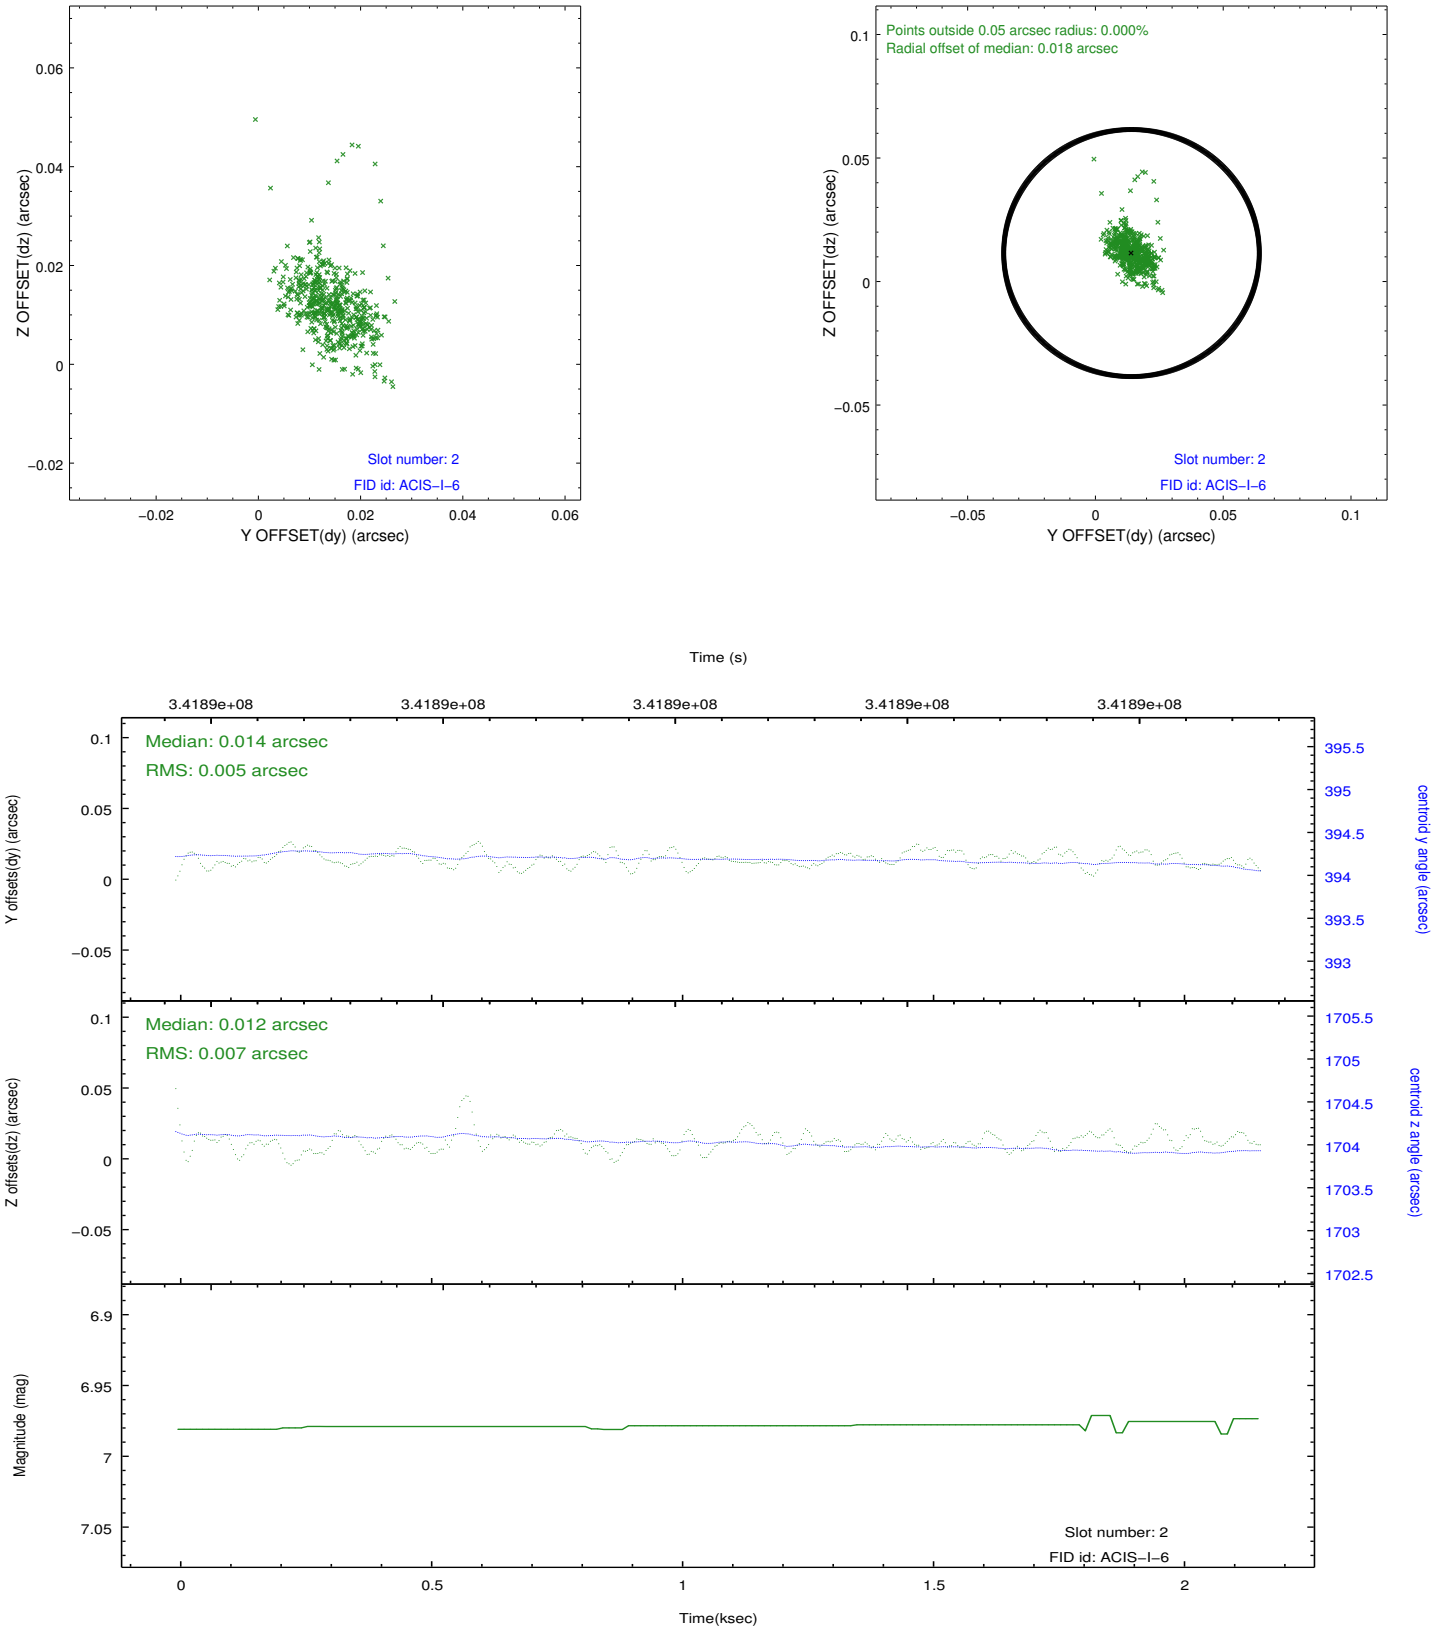 0.06
0.04
0.02
0
−0.02
Z OFFSET(dz) (arcsec)
Slot number: 2
FID id: ACIS−I−6
−0.02 0 0.02 0.04 0.06
Y OFFSET(dy) (arcsec)
Points outside 0.05 arcsec radius: 0.000%
Radial offset of median: 0.018 arcsec
0.1
0.05
0
−0.05
Z OFFSET(dz) (arcsec)
Slot number: 2
FID id: ACIS−I−6
−0.05 0 0.05 0.1
Y OFFSET(dy) (arcsec)
Time (s)
3.4189e+08 3.4189e+08 3.4189e+08 3.4189e+08 3.4189e+08
Median: 0.014 arcsec
RMS: 0.005 arcsec
0.1
0.05
0
−0.05
Y offsets(dy) (arcsec)
395.5
395
394.5
394
393.5
393
centroid y angle (arcsec)
Median: 0.012 arcsec
RMS: 0.007 arcsec
0.1
0.05
0
−0.05
Z offsets(dz) (arcsec)
1705.5
1705
1704.5
1704
1703.5
1703
1702.5
centroid z angle (arcsec)
6.9
6.95
7
7.05
Magnitude (mag)
Slot number: 2
FID id: ACIS−I−6
0 0.5 1 1.5 2
Time(ksec)